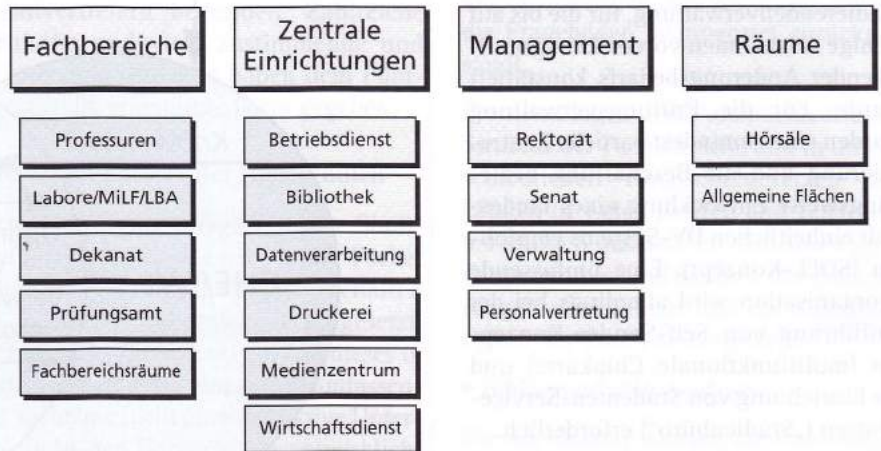 Fachbereiche
Professuren
Labore/MiLF/LBA
Dekanat
Prüfungsamt
Fachbereichsräume
Zentrale
Einrichtungen
Betriebsdienst
Bibliothek
Datenverarbeitung
Druckerei
Medienzentrum
Wirtschaftsdienst
Management
Rektorat
Senat
Verwaltung
Personalvertretung
Räume
Hörsäle
Allgemeine Flächen